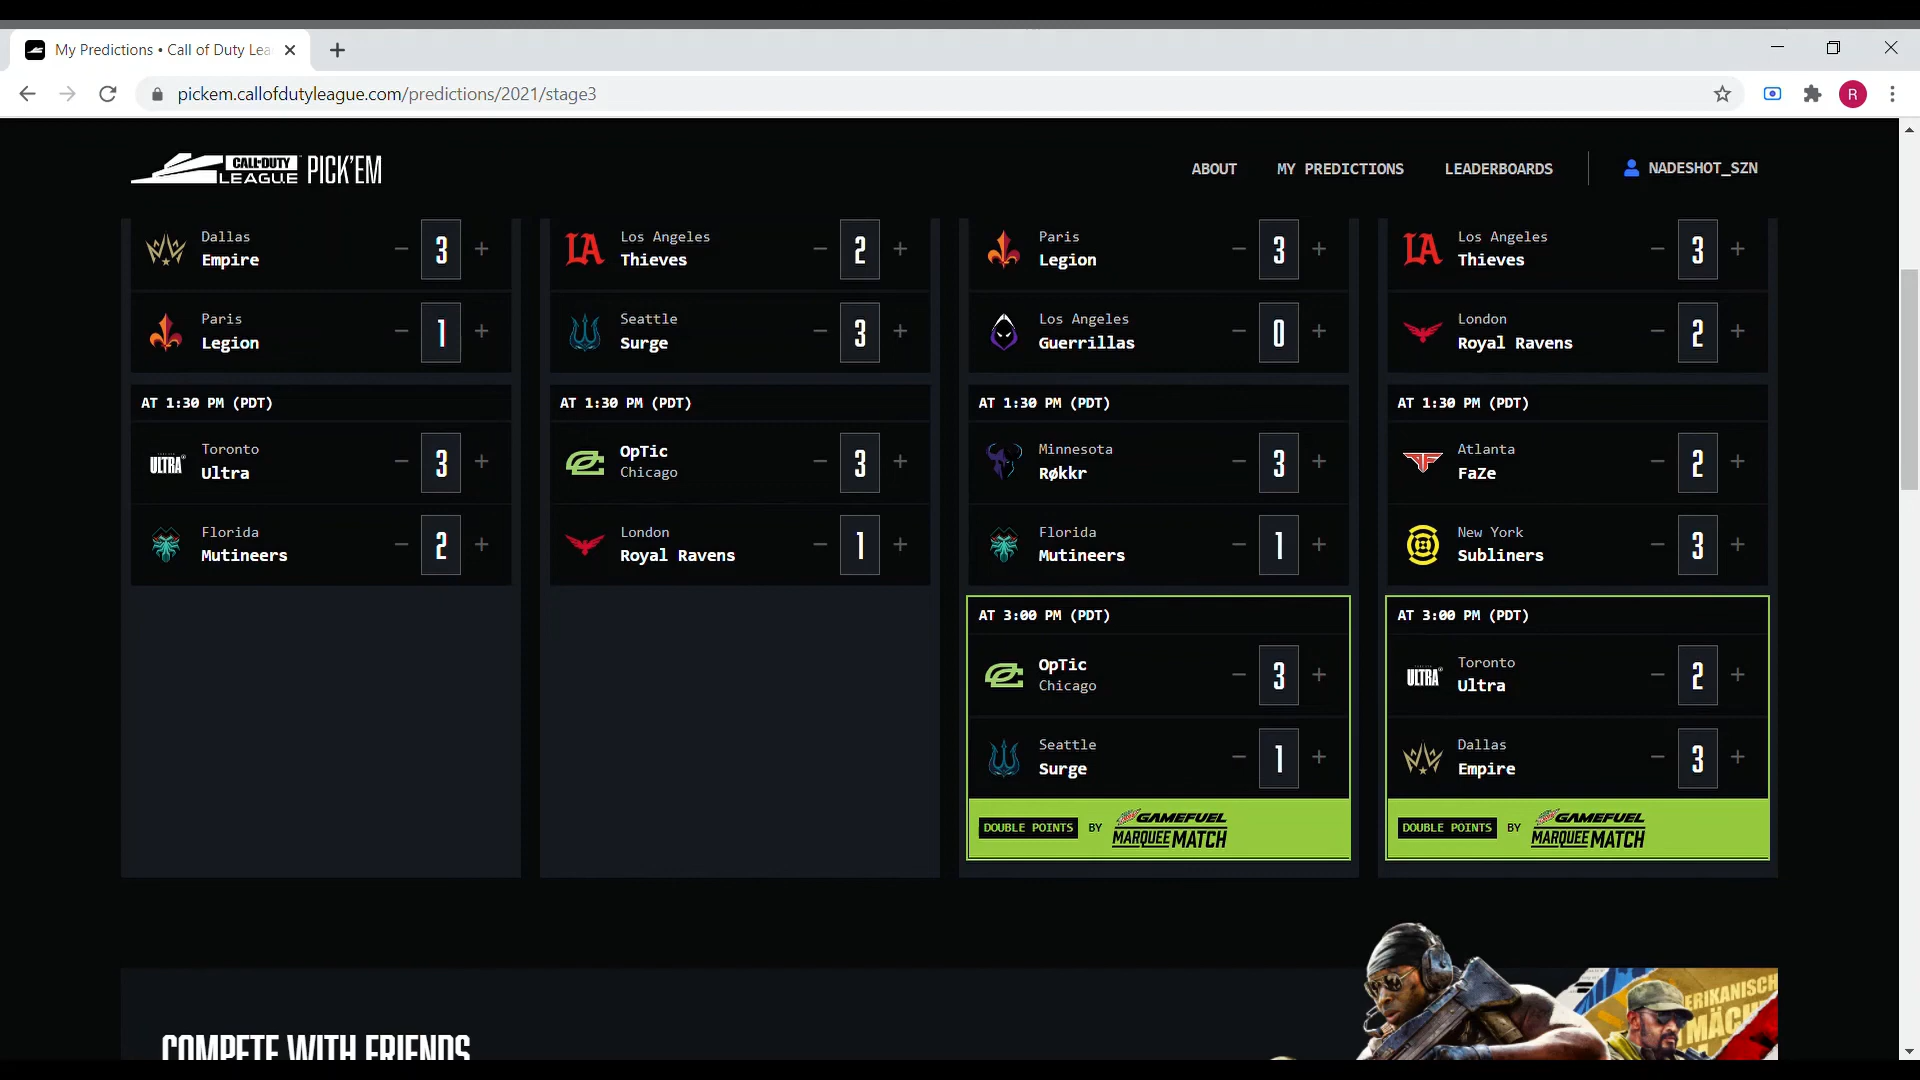 My Predictions • Call of Duty Lea
pickem.callofdutyleague.com/predictions/2021/stage3
R
CALL OF DUTY LEAGUE PICK'EM
ABOUT
MY PREDICTIONS
LEADERBOARDS
NADESHOT_SZN
Dallas
Empire
3
Paris
Legion
1
AT 1:30 PM (PDT)
ULTRA
Toronto
Ultra
3
Florida
Mutineers
2
LA
Los Angeles
Thieves
2
Seattle
Surge
3
AT 1:30 PM (PDT)
OpTic
Chicago
3
London
Royal Ravens
1
Paris
Legion
3
Los Angeles
Guerrillas
0
AT 1:30 PM (PDT)
Minnesota
Røkkr
3
Florida
Mutineers
1
AT 3:00 PM (PDT)
OpTic
Chicago
3
Seattle
Surge
1
DOUBLE POINTS BY GAMEFUEL
MARQUEE MATCH
LA
Los Angeles
Thieves
3
London
Royal Ravens
2
AT 1:30 PM (PDT)
Atlanta
FaZe
2
New York
Subliners
3
AT 3:00 PM (PDT)
ULTRA
Toronto
Ultra
2
Dallas
Empire
3
DOUBLE POINTS BY GAMEFUEL
MARQUEE MATCH
COMPETE WITH FRIENDS
ERIKANISCH
MÄCH